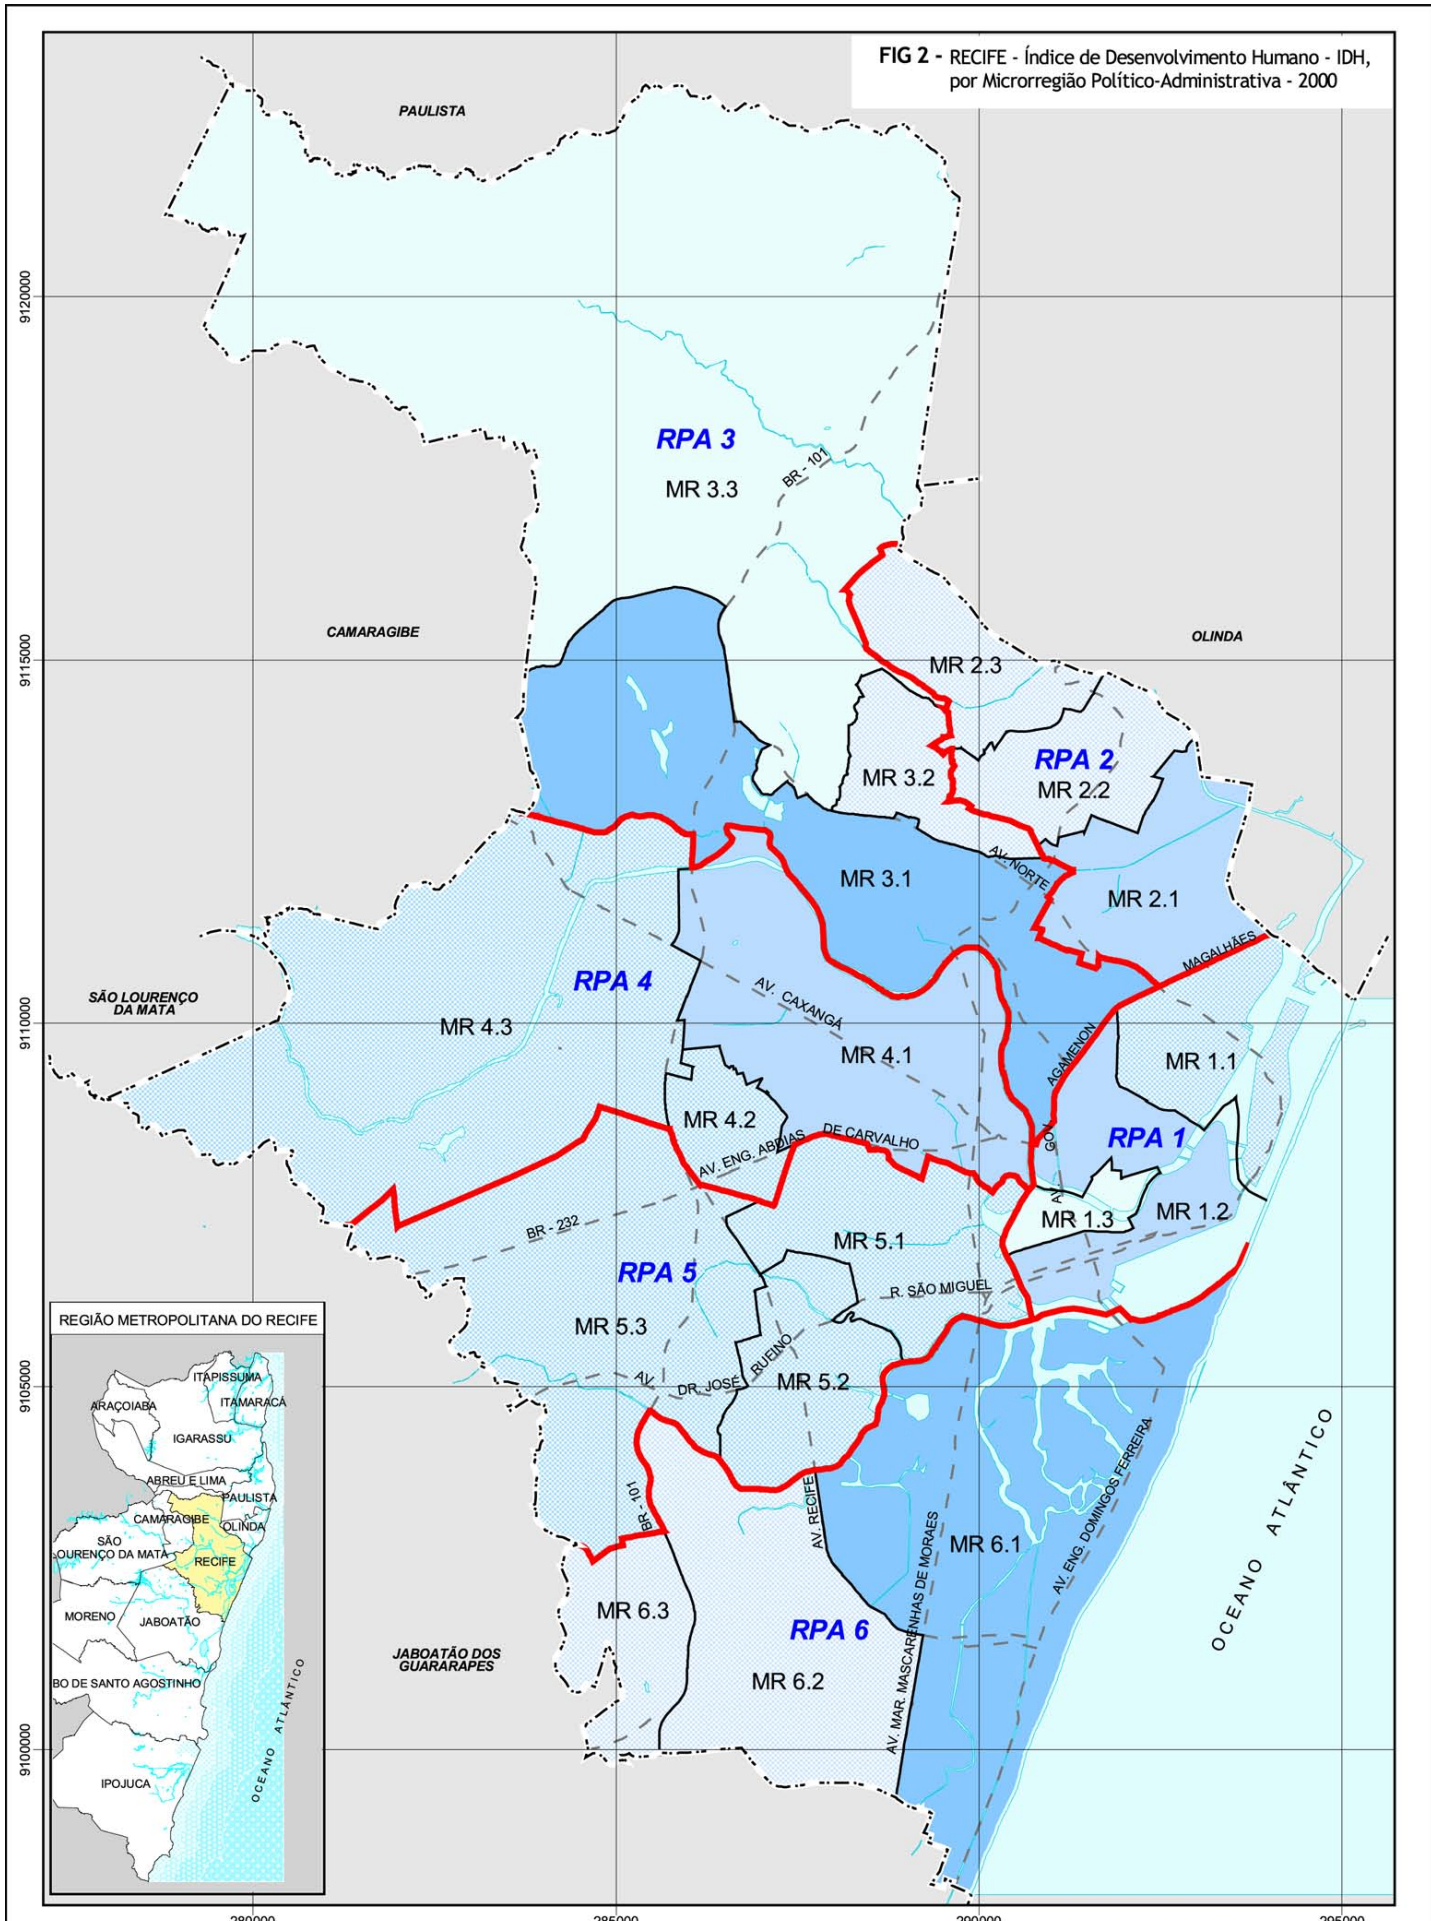 FIG 2 - RECIFE - Índice de Desenvolvimento Humano - IDH,
por Microrregião Político-Administrativa - 2000
PAULISTA
9120000
RPA 3
BR - 101
MR 3.3
CAMARAGIBE
OLINDA
9115000
MR 2.3
RPA 2
MR 3.2
MR 2.2
AV. NORTE
MR 3.1
MR 2.1
MAGALHÃES
RPA 4
SÃO LOURENÇO
DA MATA
AV. CAXANGÁ
9110000
MR 4.3
MR 4.1
AGAMENON
MR 1.1
MR 4.2
AV. ENG. ABDIAS
DE CARVALHO
GOV.
RPA 1
AV.
MR 1.3
MR 1.2
BR - 232
MR 5.1
RPA 5
R. SÃO MIGUEL
MR 5.3
RUFINO
AV.
DR. JOSÉ
MR 5.2
9105000
BR - 101
AV. RECIFE
AV. MAR. MASCARENHAS DE MORAES
MR 6.1
AV. ENG. DOMINGOS FERREIRA
OCEANO ATLÂNTICO
MR 6.3
RPA 6
JABOATÃO DOS
GUARARAPES
MR 6.2
9100000
REGIÃO METROPOLITANA DO RECIFE
ITAPISSUMA
ARAÇOIABA
ITAMARACÁ
IGARASSU
ABREU E LIMA
PAULISTA
CAMARAGIBE
OLINDA
SÃO
OURENÇO DA MATA
RECIFE
MORENO
JABOATÃO
BO DE SANTO AGOSTINHO
OCEANO ATLÂNTICO
IPOJUCA
280000
285000
290000
295000